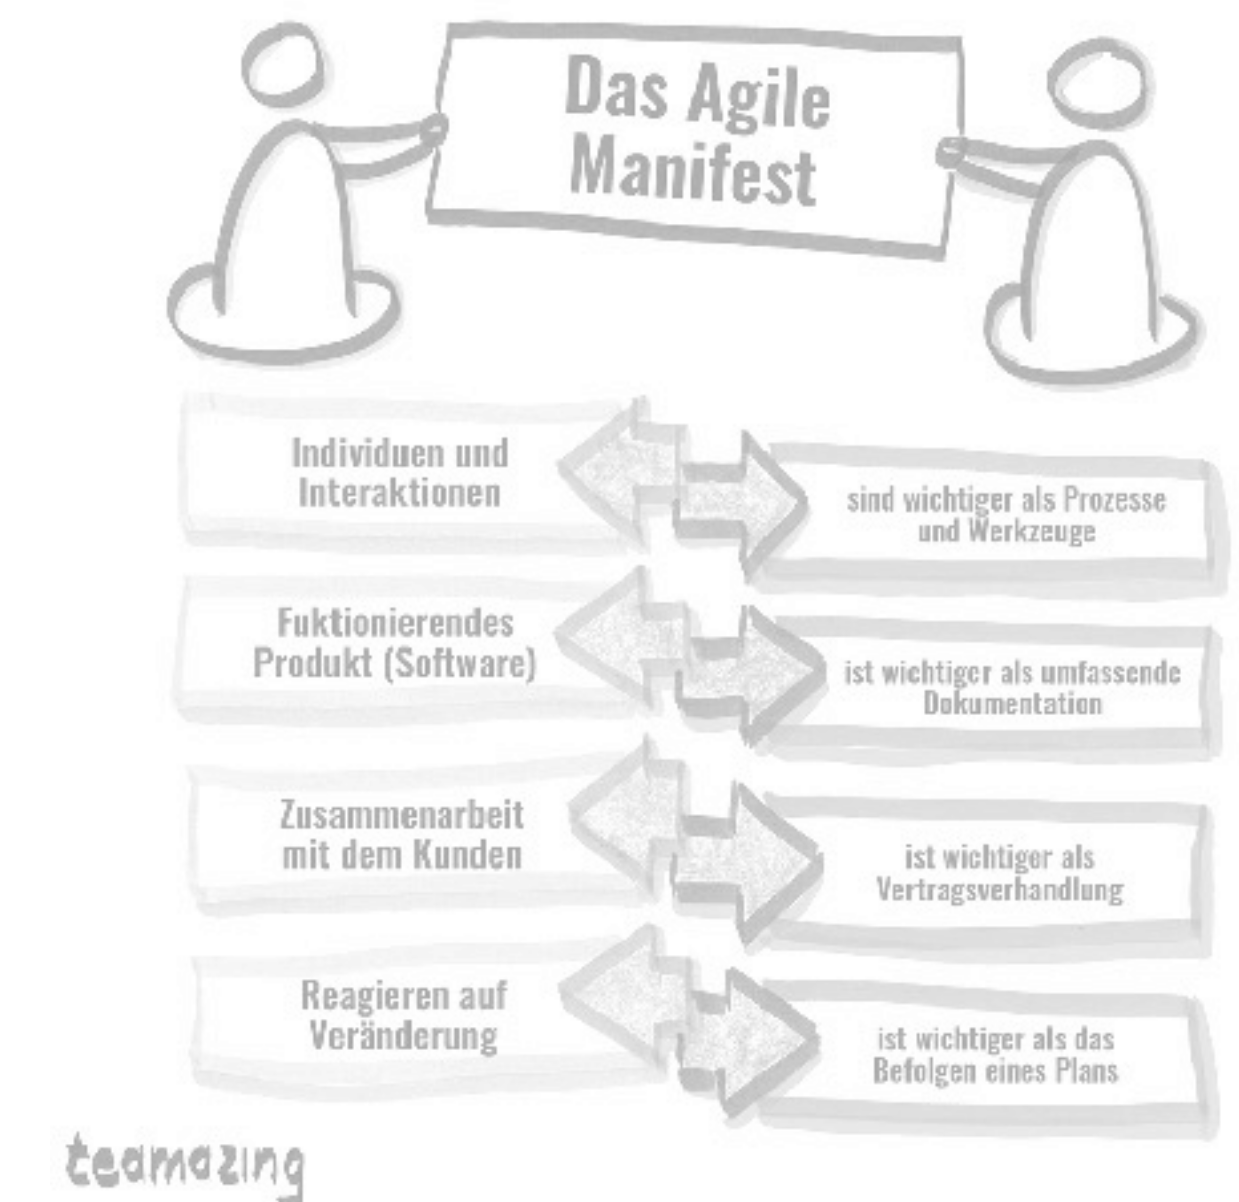 Das Agile
Manifest
Individuen und
Interaktionen
sind wichtiger als Prozesse
und Werkzeuge
Fuktionierendes
Produkt (Software)
ist wichtiger als umfassende
Dokumentation
Zusammenarbeit
mit dem Kunden
ist wichtiger als
Vertragsverhandlung
Reagieren auf
Veränderung
ist wichtiger als das
Befolgen eines Plans
teamazing